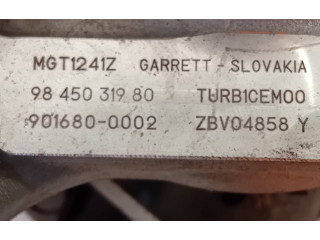 MGT1241Z GARRETT - SLOVAKIA
98 450 319 80 TURB1CEM00
901680-0002 ZBV04858 Y